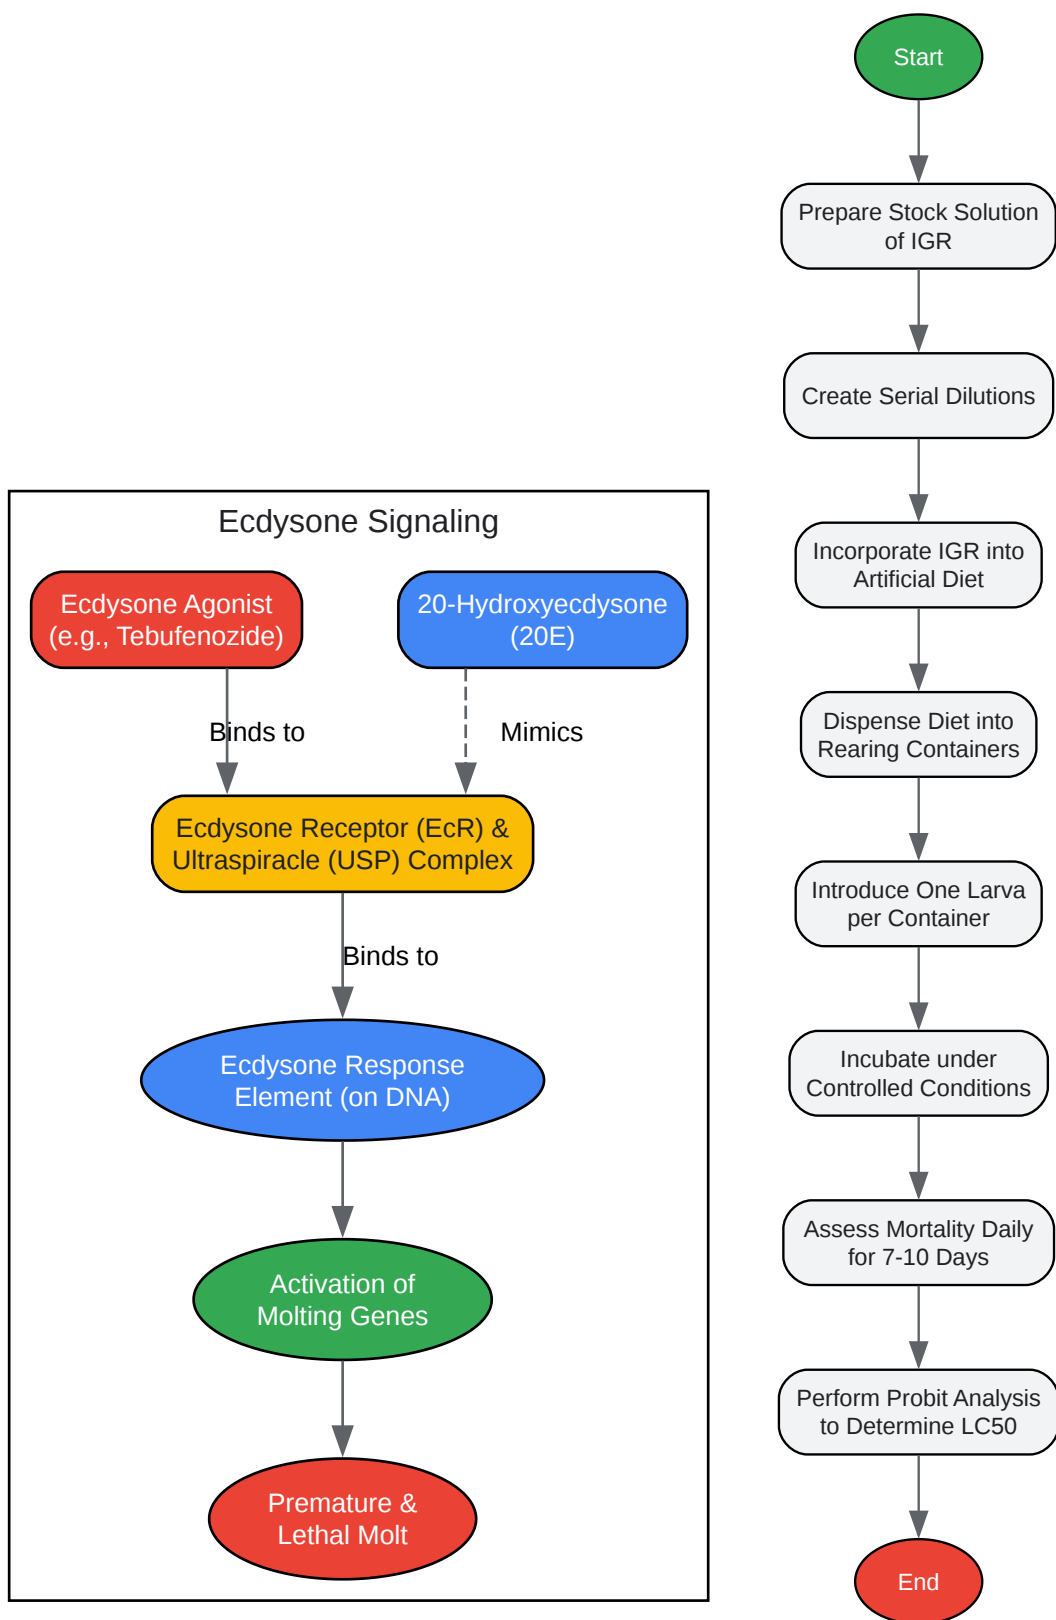 Ecdysone Signaling
Ecdysone Agonist
(e.g., Tebufenozide)
20-Hydroxyecdysone
(20E)
Binds to
Mimics
Ecdysone Receptor (EcR) &
Ultraspiracle (USP) Complex
Binds to
Ecdysone Response
Element (on DNA)
Activation of
Molting Genes
Premature &
Lethal Molt
Start
Prepare Stock Solution
of IGR
Create Serial Dilutions
Incorporate IGR into
Artificial Diet
Dispense Diet into
Rearing Containers
Introduce One Larva
per Container
Incubate under
Controlled Conditions
Assess Mortality Daily
for 7-10 Days
Perform Probit Analysis
to Determine LC50
End